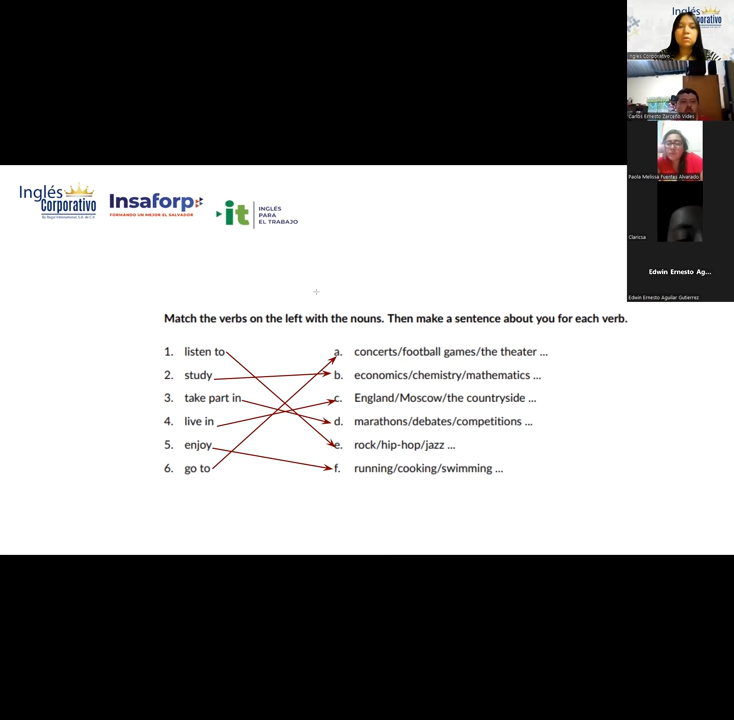 Inglés
Corporativo
Ingles Corporativo
Carlos Ernesto Zarceño Vides
Paola Melissa Fuertes Alvarado
Claricsa
Edwin Ernesto Ag...
Edwin Ernesto Aguilar Gutierrez
Inglés
Corporativo
Insaforp
FORMANDO UN MEJOR EL SALVADOR
it
INGLÉS
PARA
EL TRABAJO
Match the verbs on the left with the nouns. Then make a sentence about you for each verb.
1. listen to a. concerts/football games/the theater ...
2. study b. economics/chemistry/mathematics ...
3. take part in c. England/Moscow/the countryside ...
4. live in d. marathons/debates/competitions ...
5. enjoy e. rock/hip-hop/jazz ...
6. go to f. running/cooking/swimming ...